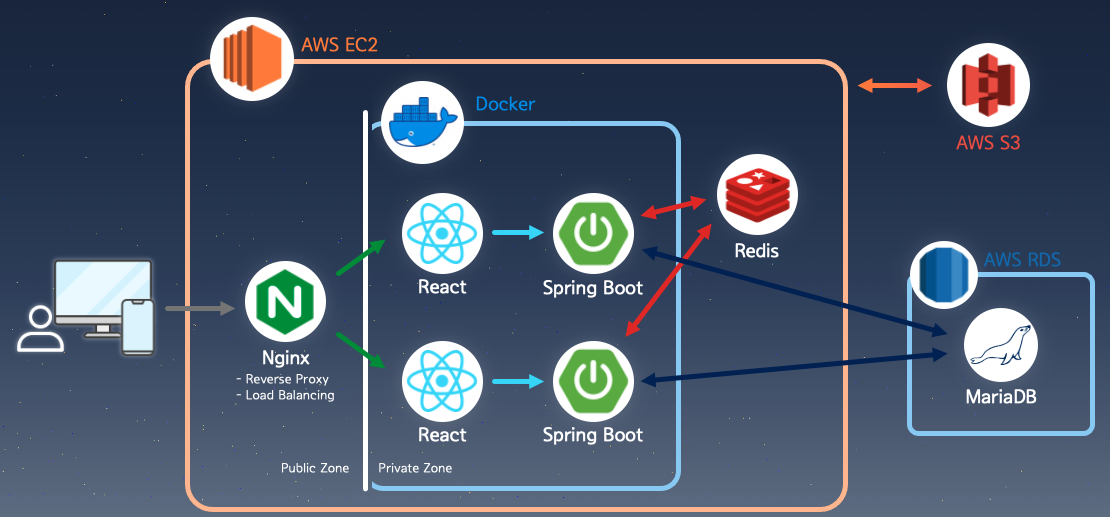 AWS EC2
Docker
AWS S3
React
Spring Boot
Redis
AWS RDS
N
Nginx
- Reverse Proxy
- Load Balancing
MariaDB
React
Spring Boot
Public Zone
Private Zone